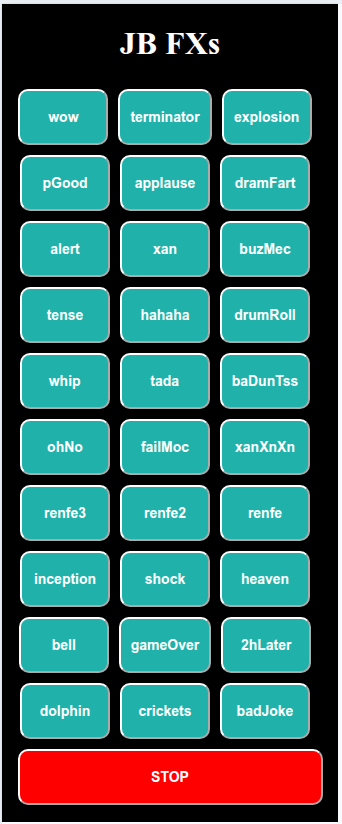 JB FXs
wow terminator explosion
pGood applause dramFart
alert xan buzMec
tense hahaha drumRoll
whip tada baDunTss
ohNo failMoc xanXnXn
renfe3 renfe2 renfe
inception shock heaven
bell gameOver 2hLater
dolphin crickets badJoke
STOP